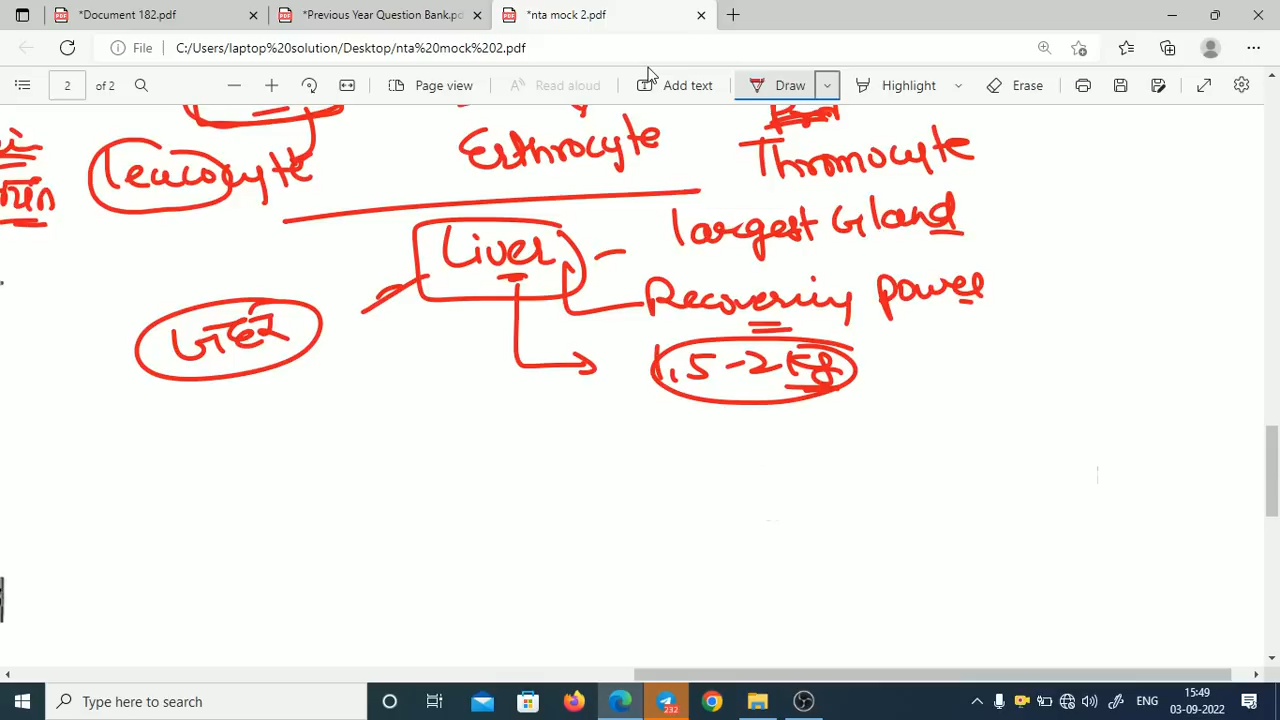 *Document 182.pdf
*Previous Year Question Bank.pd
*nta mock 2.pdf
File
C:/Users/laptop%20solution/Desktop/nta%20mock%202.pdf
2 of 2
Page view
Read aloud
Add text
Draw
Highlight
Erase
leucocyte
Erthrocyte
Thromocyte
Liver
largest Gland
Recovering power
1.5-2 Kg
Type here to search
232
ENG
15:49
03-09-2022